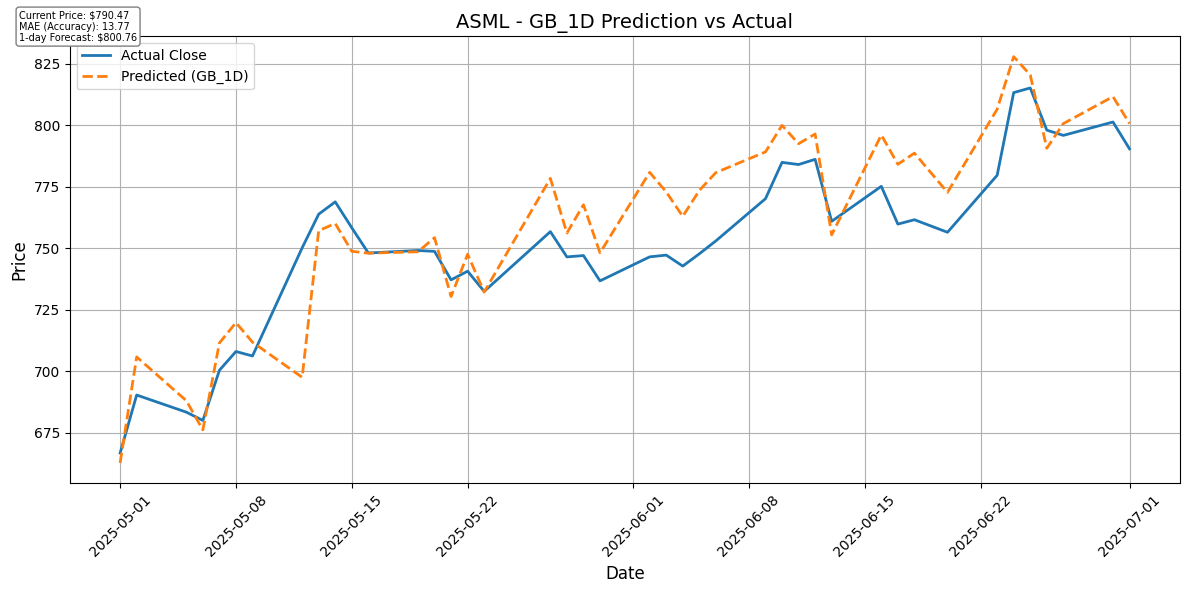 ASML - GB_1D Prediction vs Actual
Current Price: $790.47
MAE (Accuracy): 13.77
1-day Forecast: $800.76
Actual Close
Predicted (GB_1D)
Price
825
800
775
750
725
700
675
2025-05-01
2025-05-08
2025-05-15
2025-05-22
2025-06-01
2025-06-08
2025-06-15
2025-06-22
2025-07-01
Date